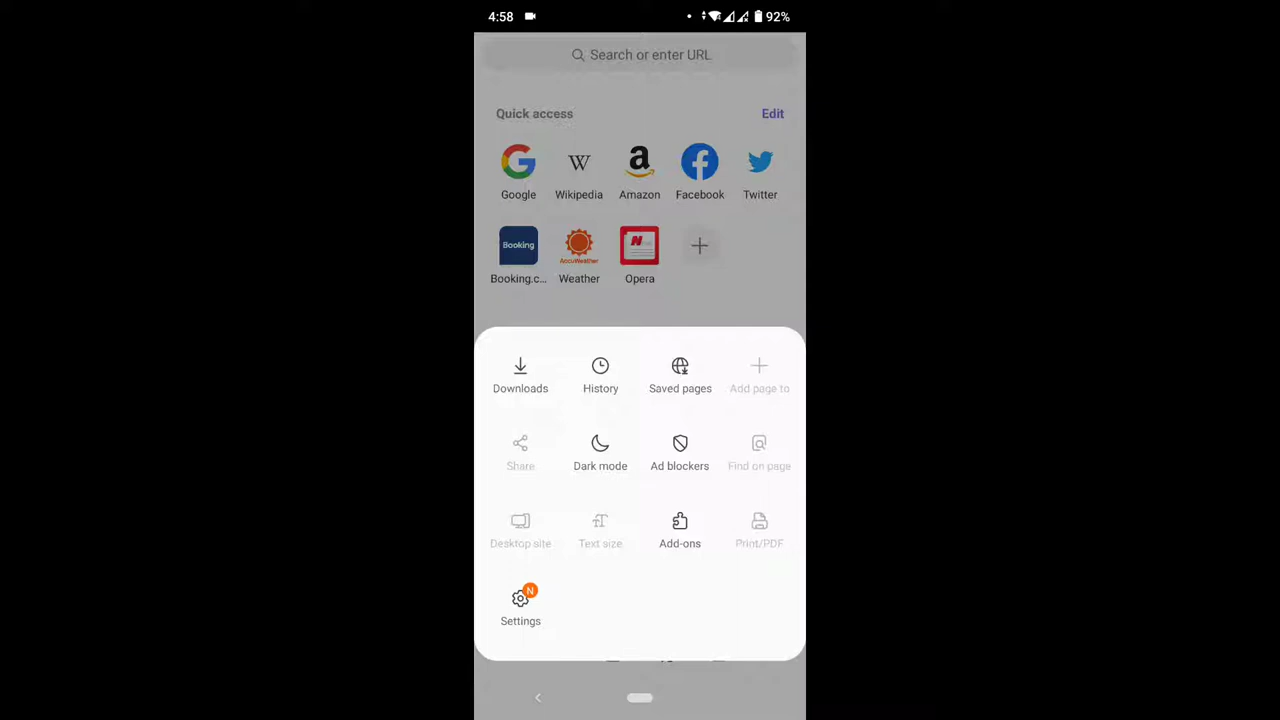 4:58 92%
Search or enter URL
Quick access Edit
G W a f
Google Wikipedia Amazon Facebook Twitter
Booking AccuWeather N
Booking.c... Weather Opera
Downloads History Saved pages Add page to
Share Dark mode Ad blockers Find on page
Desktop site Text size Add-ons Print/PDF
N
Settings